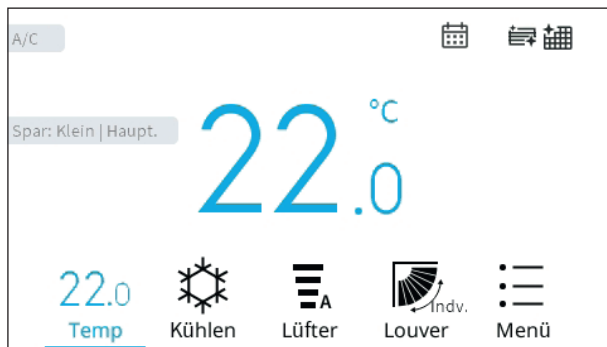 A/C
Spar: Klein | Haupt.
22.0 °C
22.0
A
Indv.
Temp Kühlen Lüfter Louver Menü